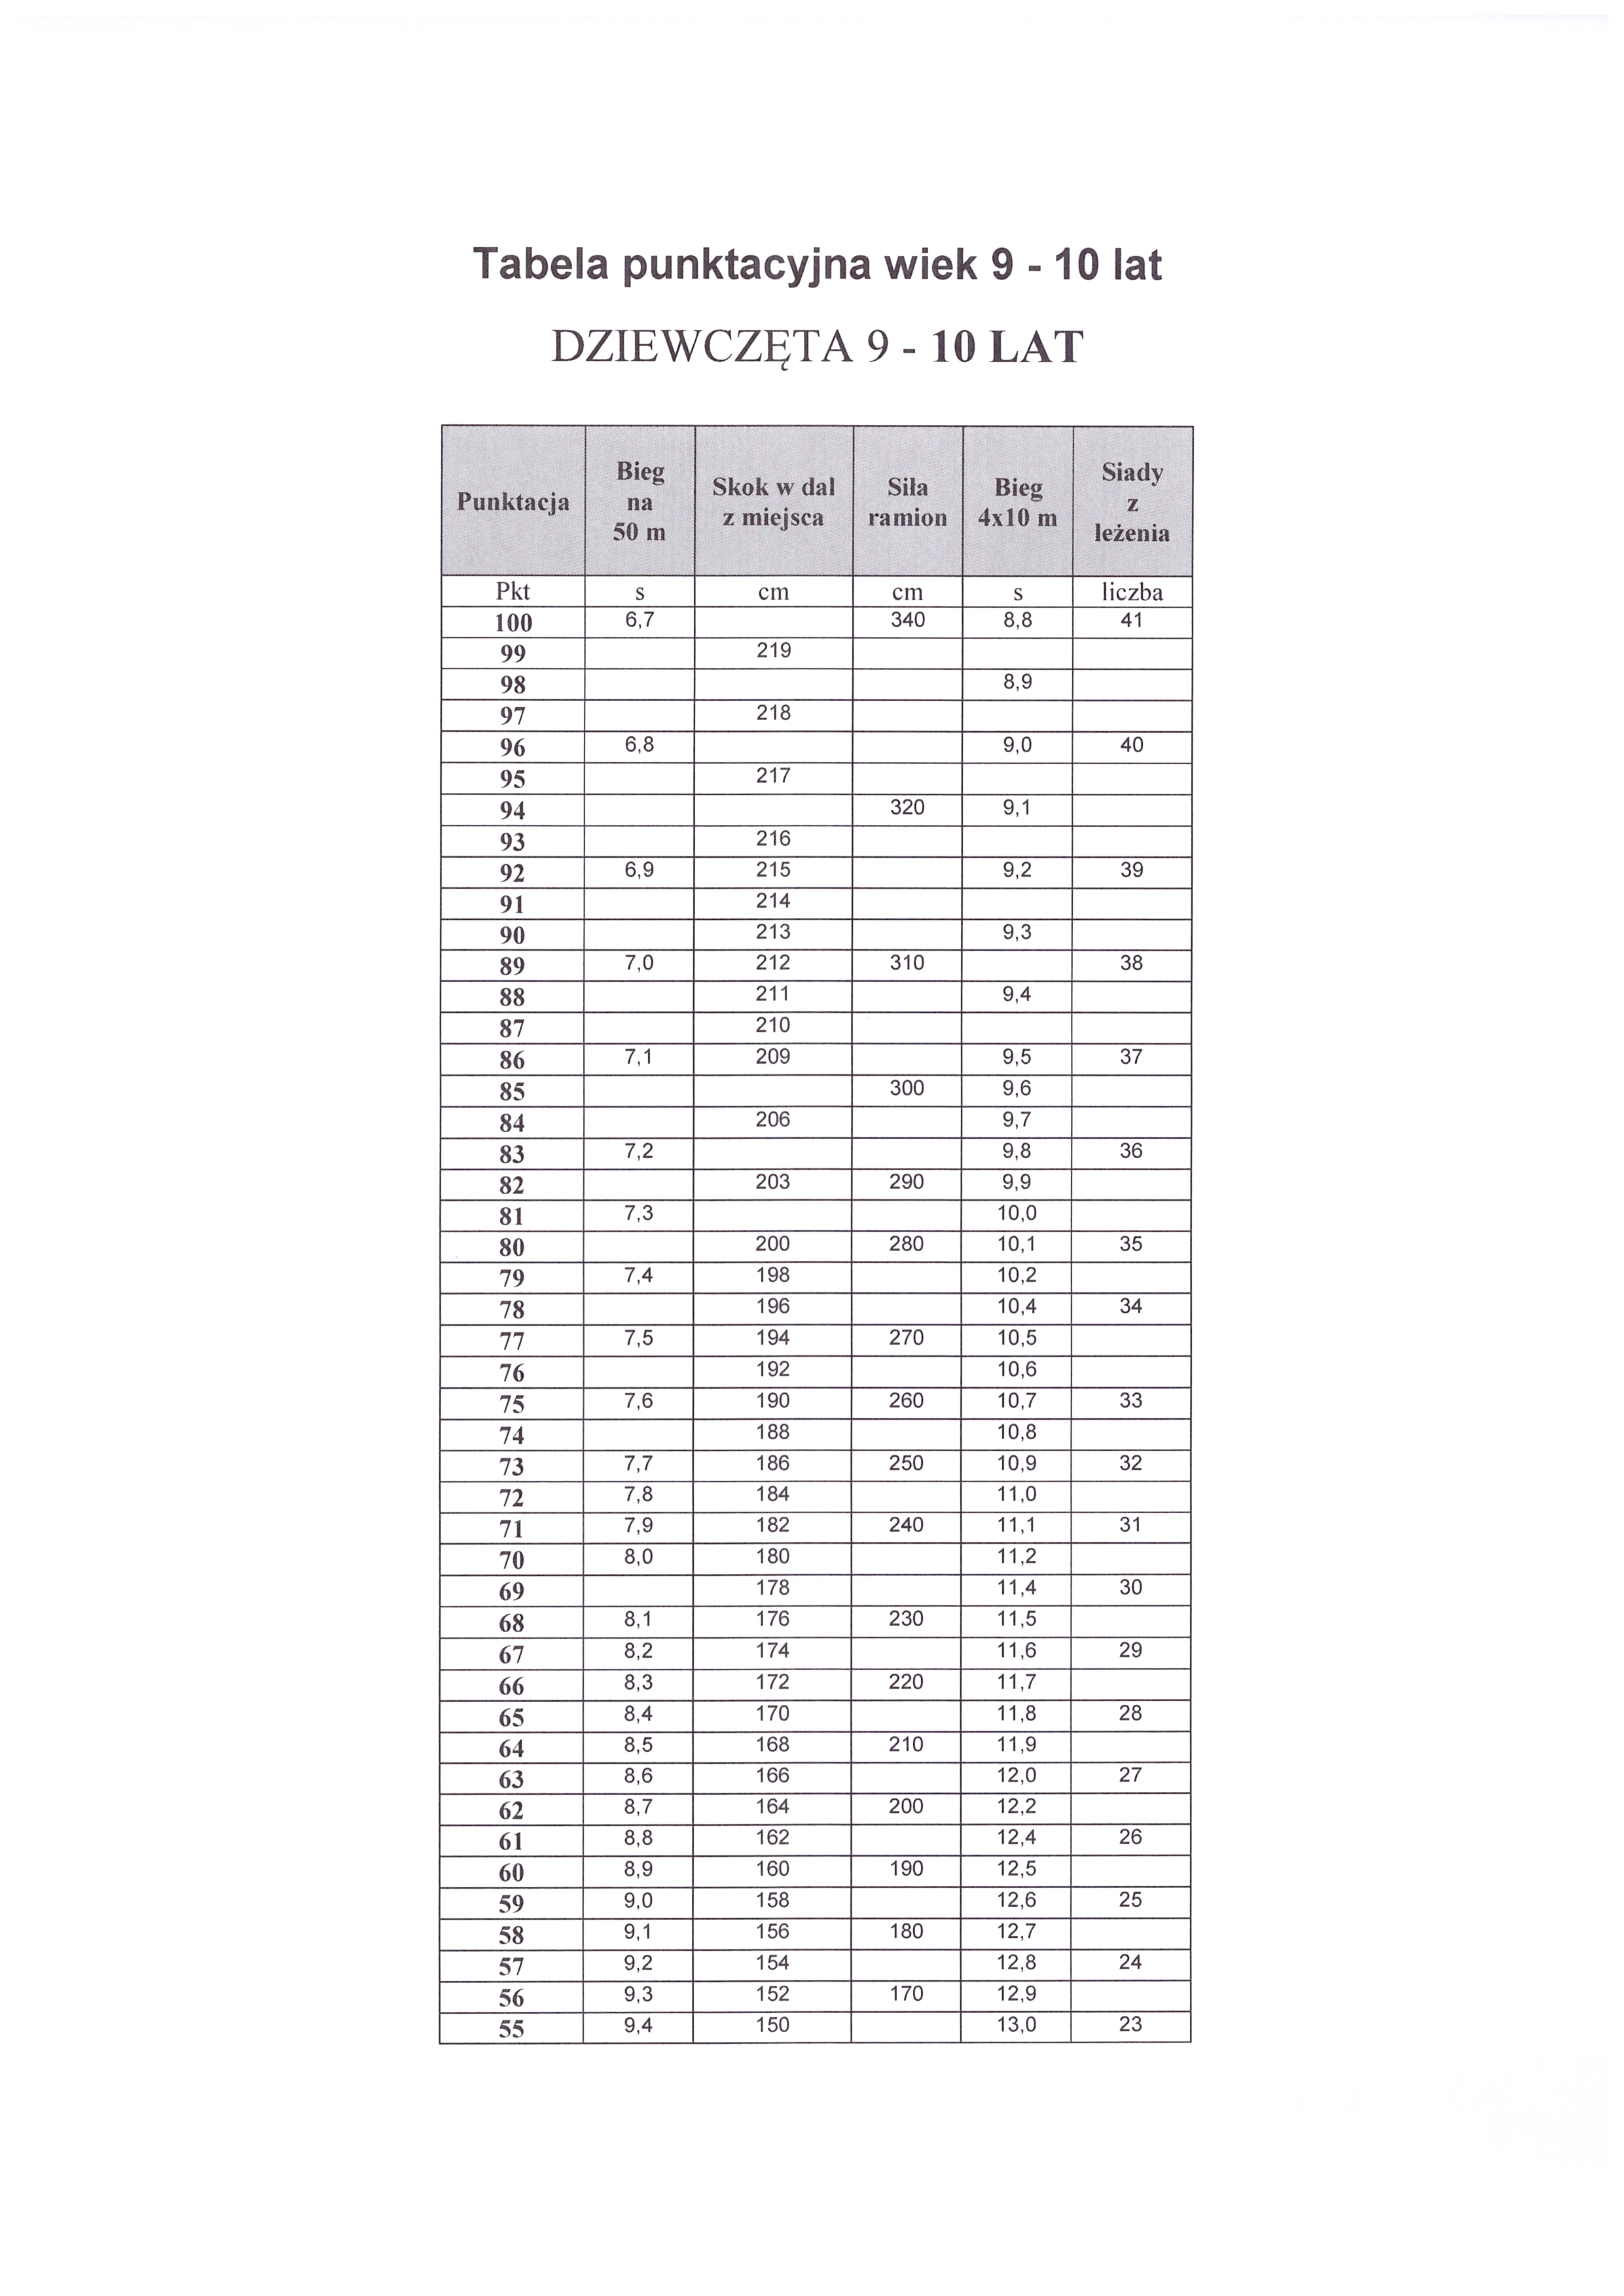 Tabela punktacyjna wiek 9 - 10 lat
DZIEWCZĘTA 9 - 10 LAT
Punktacja Bieg na 50 m Skok w dal z miejsca Siła ramion Bieg 4x10 m Siady z leżenia
Pkt s cm cm s liczba
100 6,7 340 8,8 41
99 219
98 8,9
97 218
96 6,8 9,0 40
95 217
94 320 9,1
93 216
92 6,9 215 9,2 39
91 214
90 213 9,3
89 7,0 212 310 38
88 211 9,4
87 210
86 7,1 209 9,5 37
85 300 9,6
84 206 9,7
83 7,2 9,8 36
82 203 290 9,9
81 7,3 10,0
80 200 280 10,1 35
79 7,4 198 10,2
78 196 10,4 34
77 7,5 194 270 10,5
76 192 10,6
75 7,6 190 260 10,7 33
74 188 10,8
73 7,7 186 250 10,9 32
72 7,8 184 11,0
71 7,9 182 240 11,1 31
70 8,0 180 11,2
69 178 11,4 30
68 8,1 176 230 11,5
67 8,2 174 11,6 29
66 8,3 172 220 11,7
65 8,4 170 11,8 28
64 8,5 168 210 11,9
63 8,6 166 12,0 27
62 8,7 164 200 12,2
61 8,8 162 12,4 26
60 8,9 160 190 12,5
59 9,0 158 12,6 25
58 9,1 156 180 12,7
57 9,2 154 12,8 24
56 9,3 152 170 12,9
55 9,4 150 13,0 23